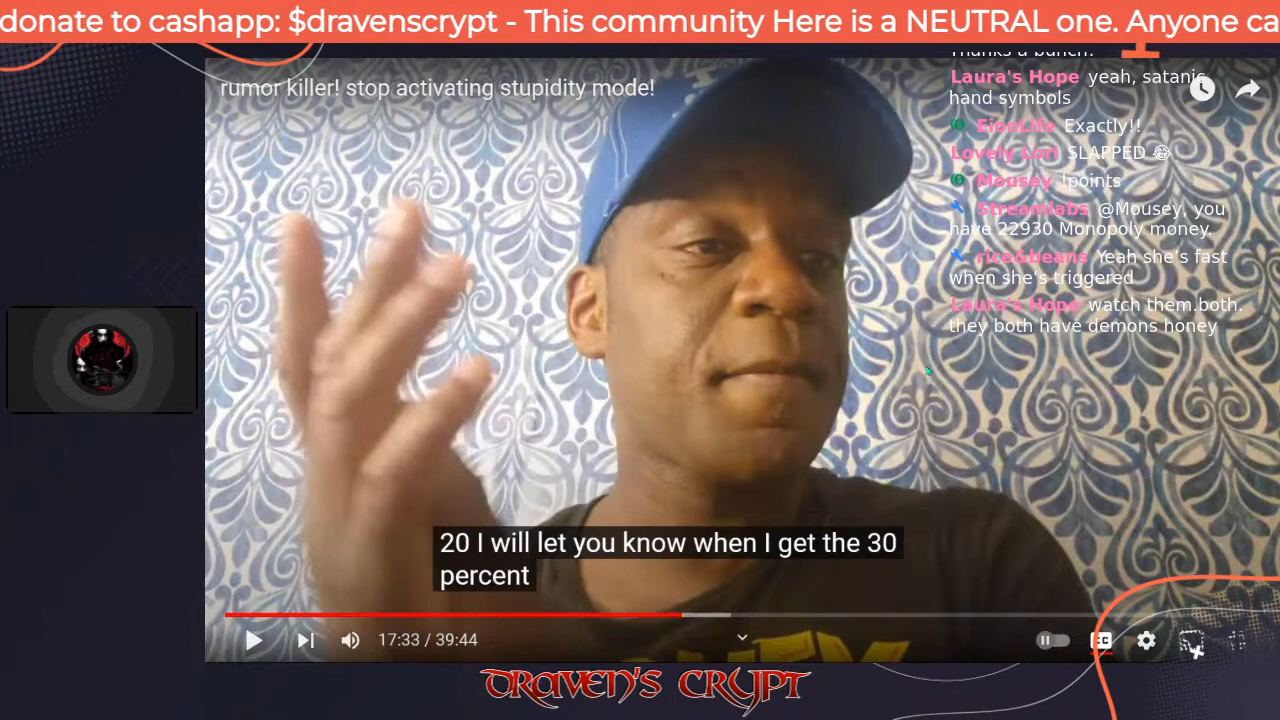 donate to cashapp: $dravenscrypt - This community Here is a NEUTRAL one. Anyone ca
Thanks a bunch!
rumor killer! stop activating stupidity mode!
Laura's Hope yeah, satanic
hand symbols
EionLife Exactly!!
Lovely Lori SLAPPED 😂
Mousey !points
Streamlabs @Mousey, you
have 22930 Monopoly money.
rice&beans Yeah she's fast
when she's triggered
Laura's Hope watch them.both.
they both have demons honey
20 I will let you know when I get the 30
percent
17:33 / 39:44
CC
DRAVEN'S CRYPT